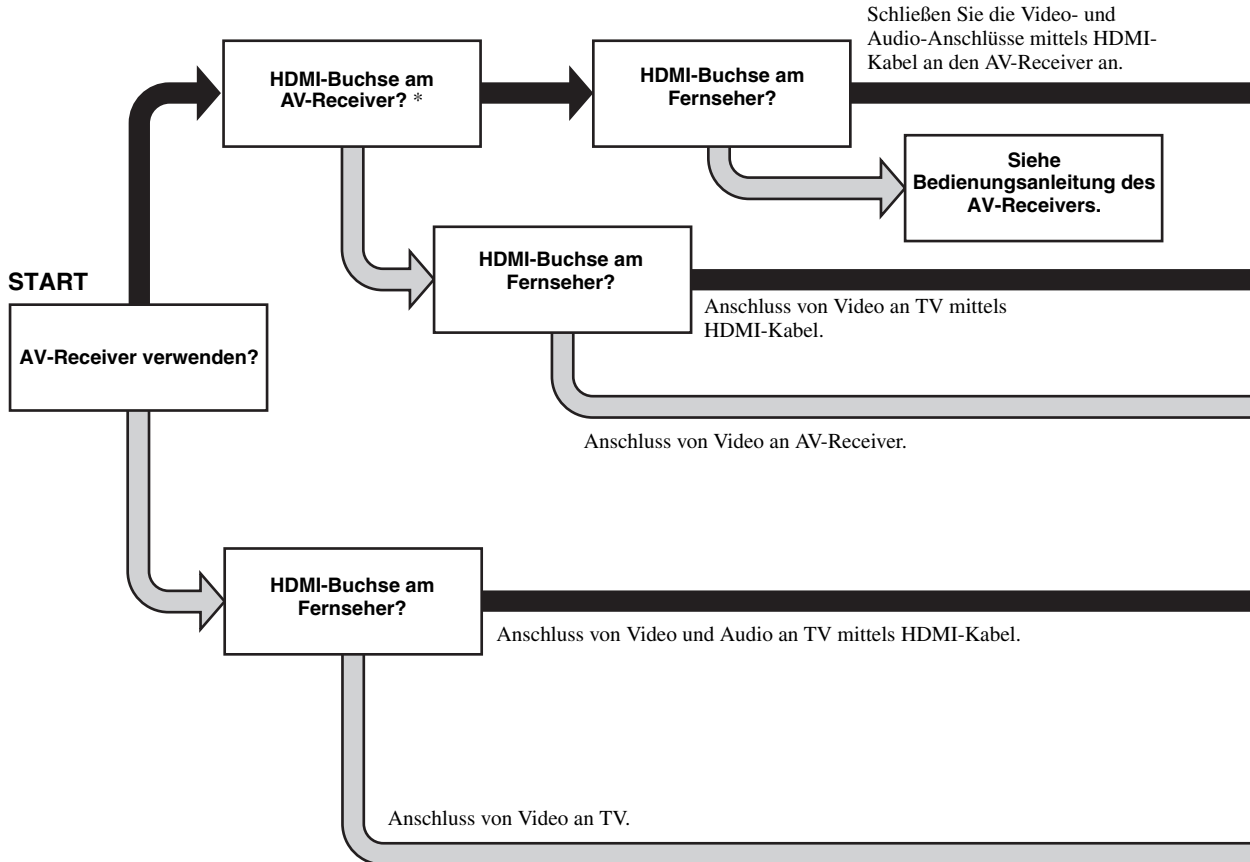 Schließen Sie die Video- und
Audio-Anschlüsse mittels HDMI-
Kabel an den AV-Receiver an.
HDMI-Buchse am
AV-Receiver? *
HDMI-Buchse am
Fernseher?
Siehe
Bedienungsanleitung des
AV-Receivers.
HDMI-Buchse am
Fernseher?
START
Anschluss von Video an TV mittels
HDMI-Kabel.
AV-Receiver verwenden?
Anschluss von Video an AV-Receiver.
HDMI-Buchse am
Fernseher?
Anschluss von Video und Audio an TV mittels HDMI-Kabel.
Anschluss von Video an TV.